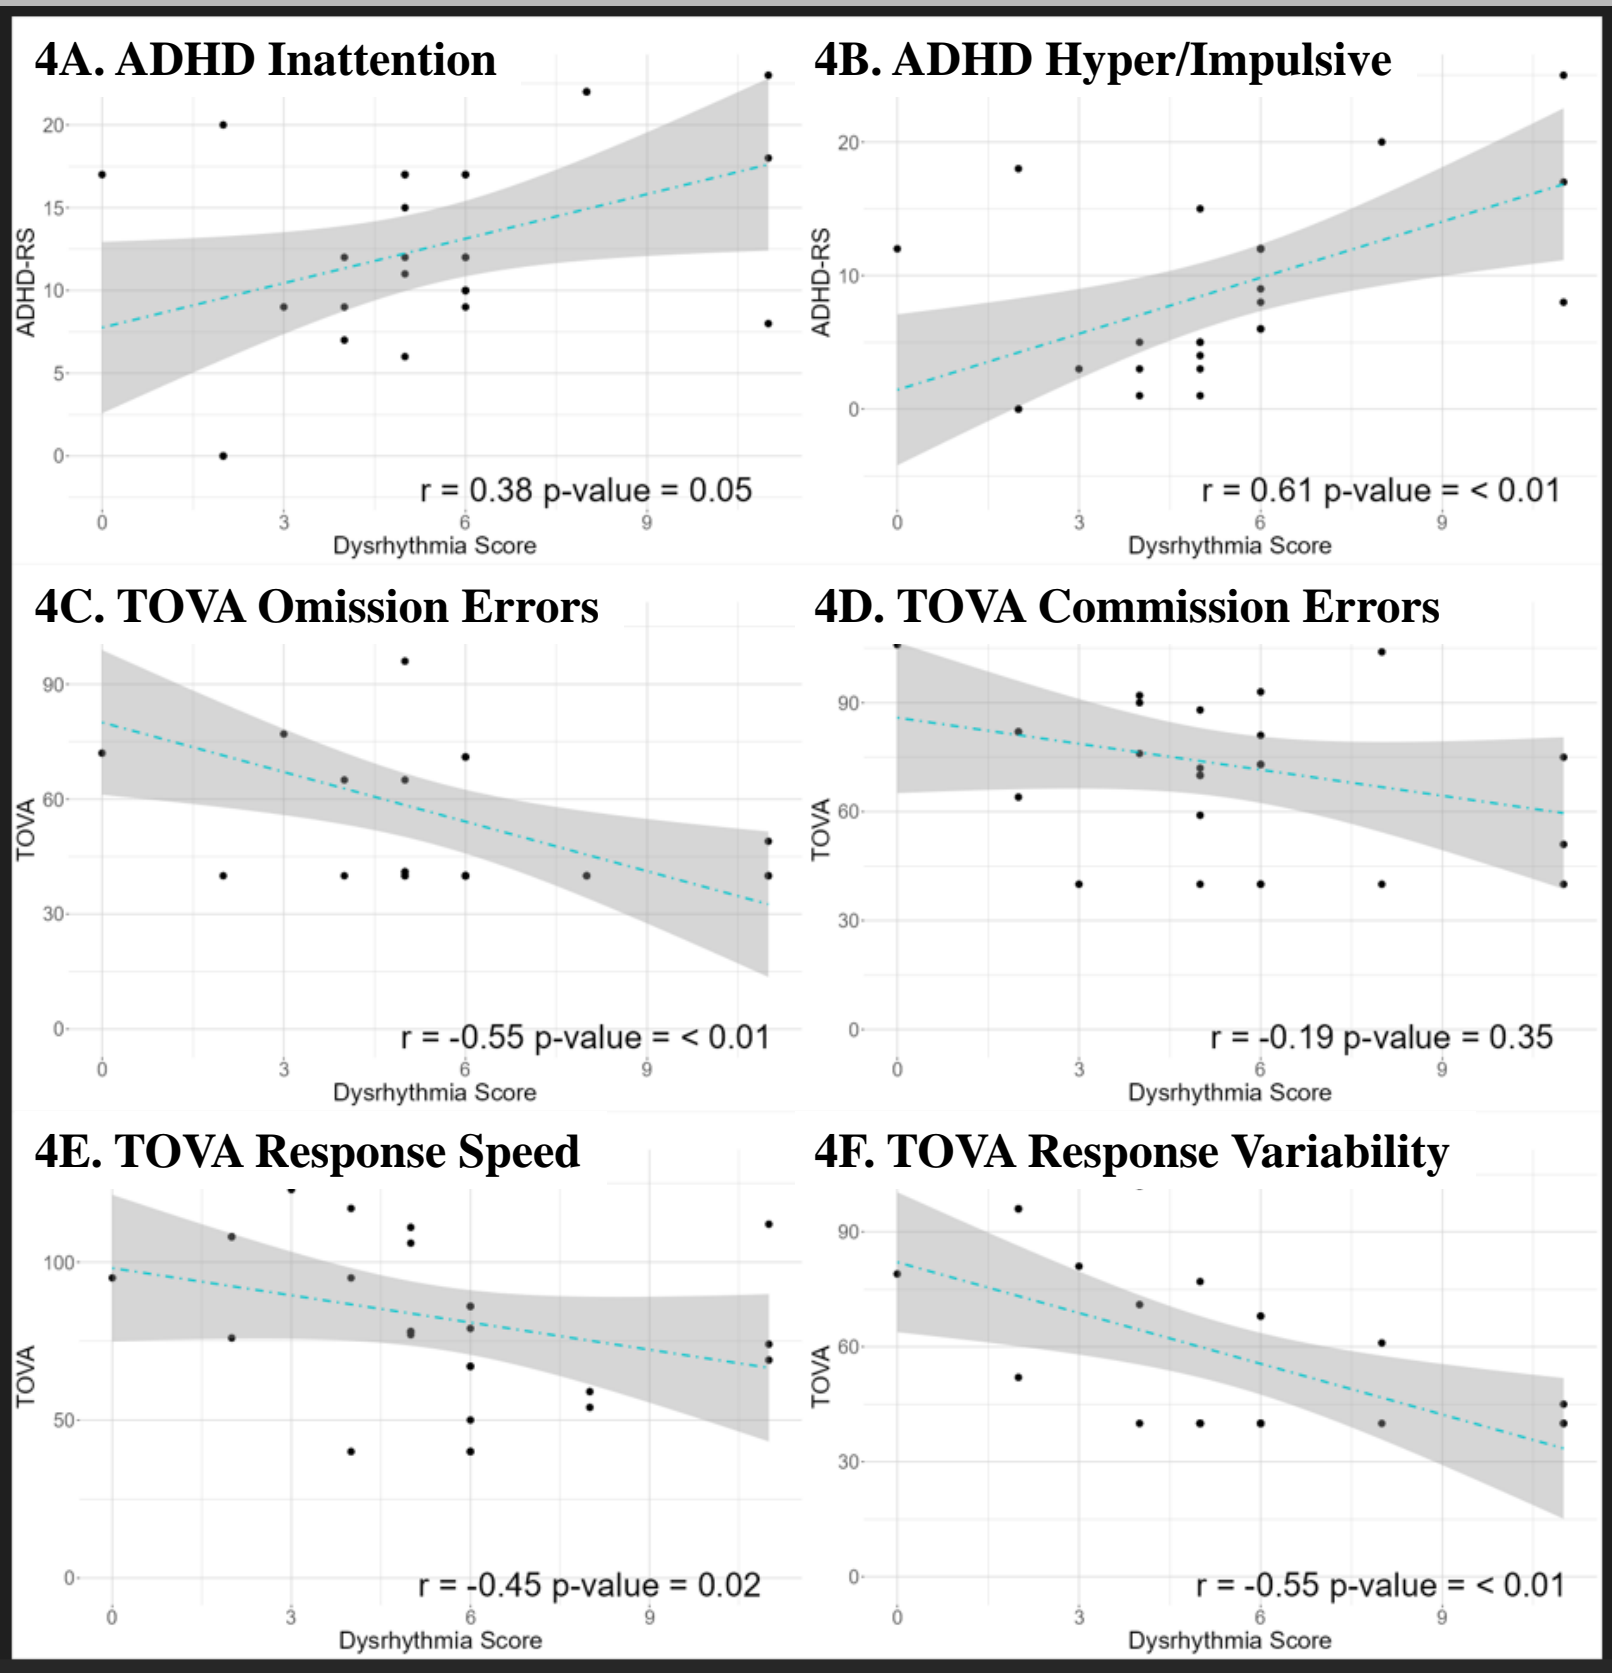 4A. ADHD Inattention
20
15
10
5
0
ADHD-RS
r = 0.38 p-value = 0.05
0 3 6 9
Dysrhythmia Score
4B. ADHD Hyper/Impulsive
20
10
0
ADHD-RS
r = 0.61 p-value = < 0.01
0 3 6 9
Dysrhythmia Score
4C. TOVA Omission Errors
90
60
30
0
TOVA
r = -0.55 p-value = < 0.01
0 3 6 9
Dysrhythmia Score
4D. TOVA Commission Errors
90
60
30
0
TOVA
r = -0.19 p-value = 0.35
0 3 6 9
Dysrhythmia Score
4E. TOVA Response Speed
100
50
0
TOVA
r = -0.45 p-value = 0.02
0 3 6 9
Dysrhythmia Score
4F. TOVA Response Variability
90
60
30
0
TOVA
r = -0.55 p-value = < 0.01
0 3 6 9
Dysrhythmia Score